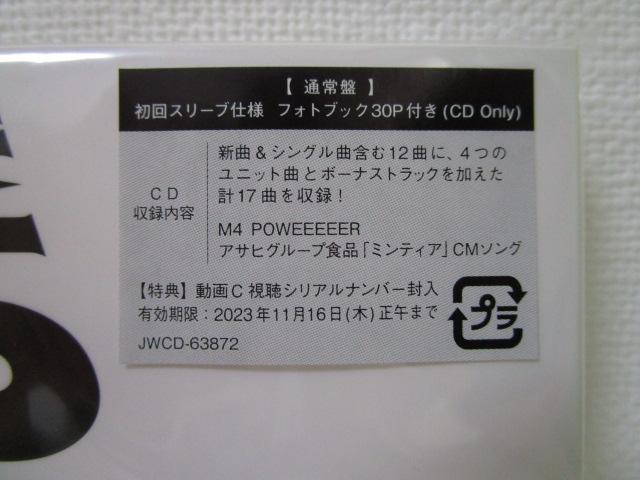 【 通常盤 】
初回スリーブ仕様 フォトブック30P付き(CD Only)
CD
収録内容
新曲&シングル曲含む12曲に、4つの
ユニット曲とボーナストラックを加えた
計17曲を収録！
M4 POWEEEEER
アサヒグループ食品「ミンティア」CMソング
【特典】動画C 視聴シリアルナンバー封入
有効期限：2023年11月16日(木)正午まで
JWCD-63872
プラ